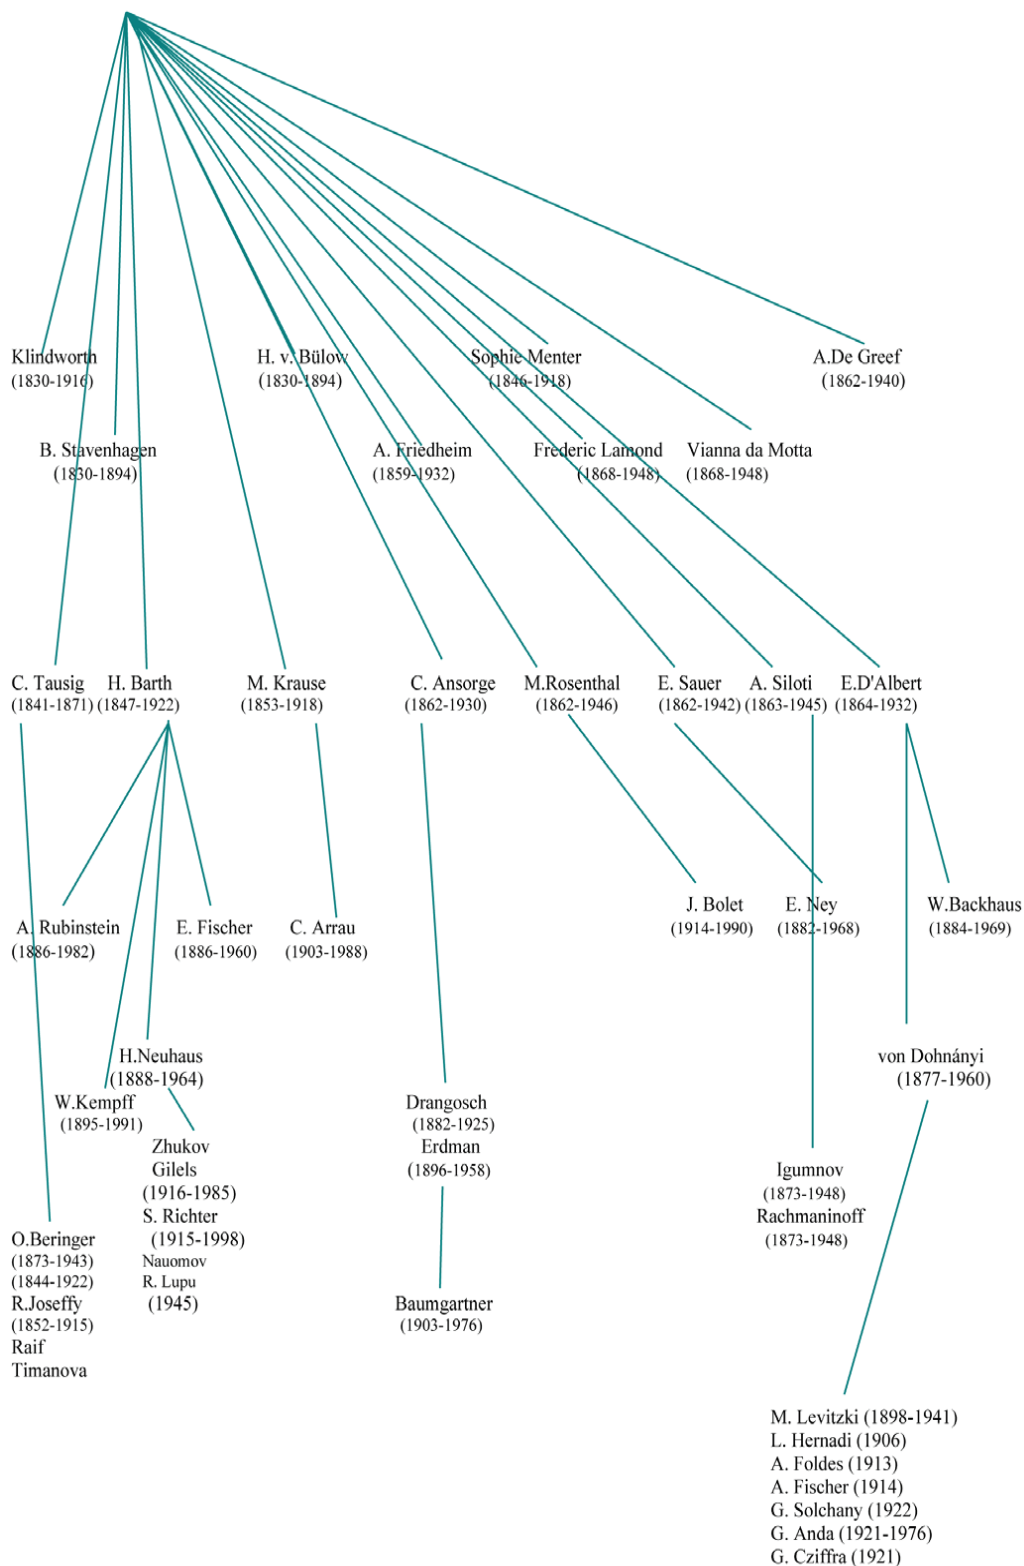 Klindworth
(1830-1916)
H. v. Bülow
(1830-1894)
Sophie Menter
(1846-1918)
A.De Greef
(1862-1940)
B. Stavenhagen
(1830-1894)
A. Friedheim
(1859-1932)
Frederic Lamond
(1868-1948)
Vianna da Motta
(1868-1948)
C. Tausig
(1841-1871)
H. Barth
(1847-1922)
M. Krause
(1853-1918)
C. Ansorge
(1862-1930)
M.Rosenthal
(1862-1946)
E. Sauer
(1862-1942)
A. Siloti
(1863-1945)
E.D'Albert
(1864-1932)
A. Rubinstein
(1886-1982)
E. Fischer
(1886-1960)
C. Arrau
(1903-1988)
J. Bolet
(1914-1990)
E. Ney
(1882-1968)
W.Backhaus
(1884-1969)
H.Neuhaus
(1888-1964)
W.Kempff
(1895-1991)
Zhukov
Gilels
(1916-1985)
S. Richter
(1915-1998)
Nauomov
R. Lupu
(1945)
Drangosch
(1882-1925)
Erdman
(1896-1958)
Baumgartner
(1903-1976)
von Dohnányi
(1877-1960)
Igumnov
(1873-1948)
Rachmaninoff
(1873-1948)
O.Beringer
(1873-1943)
(1844-1922)
R.Joseffy
(1852-1915)
Raif
Timanova
M. Levitzki (1898-1941)
L. Hernadi (1906)
A. Foldes (1913)
A. Fischer (1914)
G. Solchany (1922)
G. Anda (1921-1976)
G. Cziffra (1921)